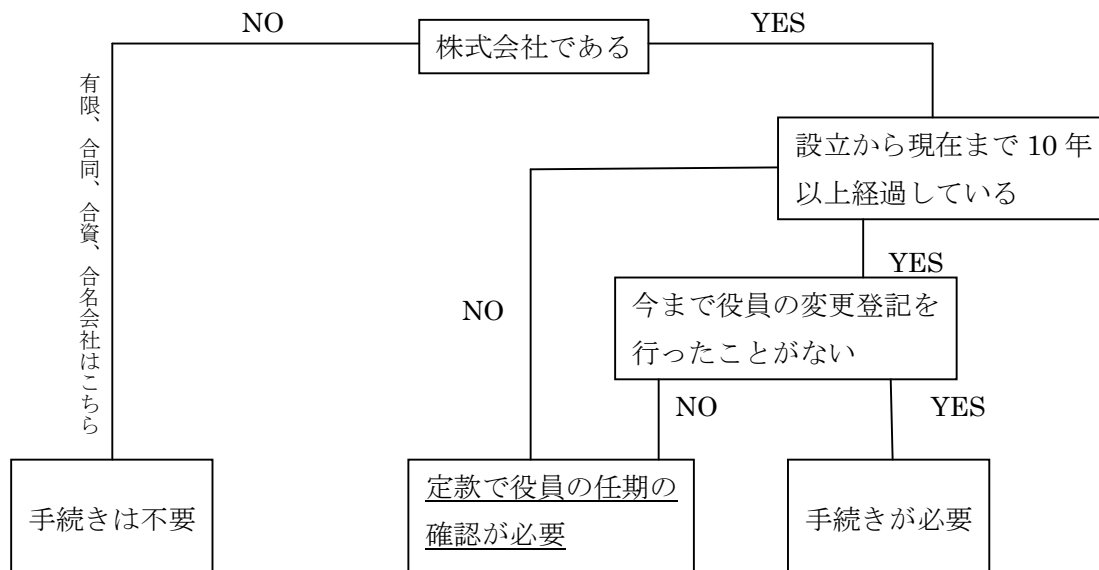 NO
YES
株式会社である
有限、合同、合資、合名会社はこちら
設立から現在まで 10 年
以上経過している
YES
NO
今まで役員の変更登記を
行ったことがない
NO
YES
手続きは不要
定款で役員の任期の
確認が必要
手続きが必要